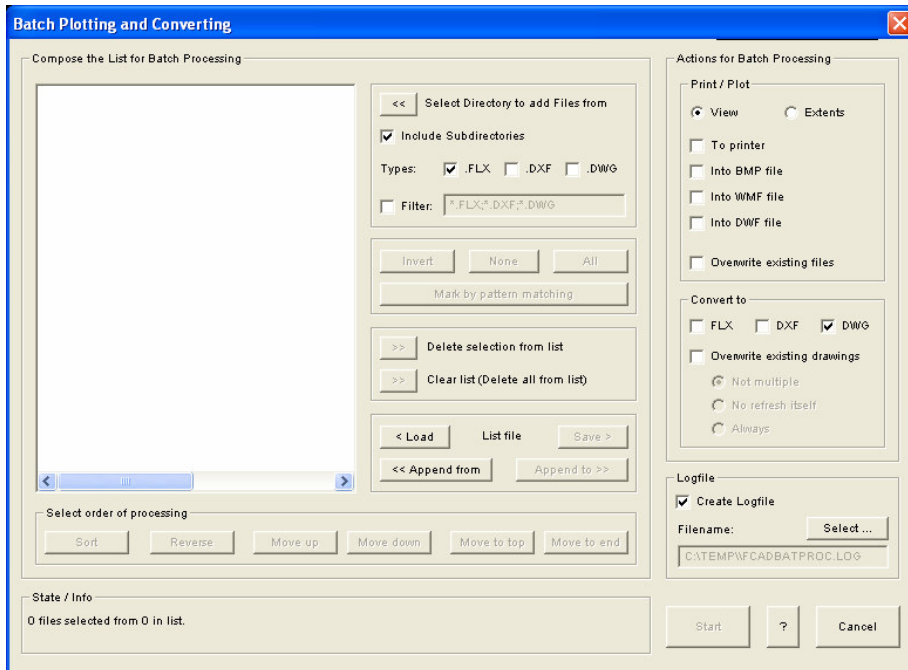 Batch Plotting and Converting
Compose the List for Batch Processing
<< Select Directory to add Files from
Include Subdirectories
Types: .FLX .DXF .DWG
Filter: *.FLX;*.DXF;*.DWG
Invert None All
Mark by pattern matching
>> Delete selection from list
>> Clear list (Delete all from list)
< Load List file Save >
<< Append from Append to >>
Select order of processing
Sort Reverse Move up Move down Move to top Move to end
State / Info
0 files selected from 0 in list.
Actions for Batch Processing
Print / Plot
View Extents
To printer
Into BMP file
Into WMF file
Into DWF file
Overwrite existing files
Convert to
FLX DXF DWG
Overwrite existing drawings
Not multiple
No refresh itself
Always
Logfile
Create Logfile
Filename: Select ...
C:\TEMP\\FCADBATPROC.LOG
Start ? Cancel